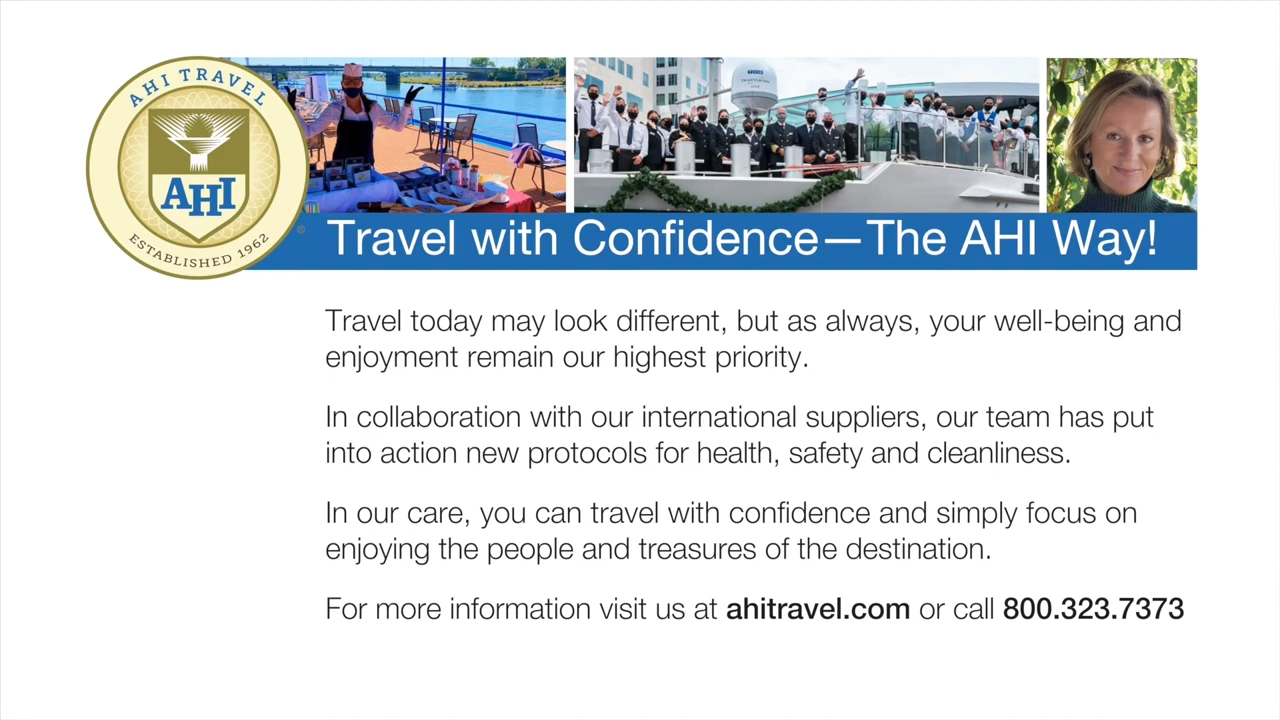 AHI TRAVEL
AHI
ESTABLISHED 1962
®
Travel with Confidence—The AHI Way!
Travel today may look different, but as always, your well-being and
enjoyment remain our highest priority.
In collaboration with our international suppliers, our team has put
into action new protocols for health, safety and cleanliness.
In our care, you can travel with confidence and simply focus on
enjoying the people and treasures of the destination.
For more information visit us at ahitravel.com or call 800.323.7373